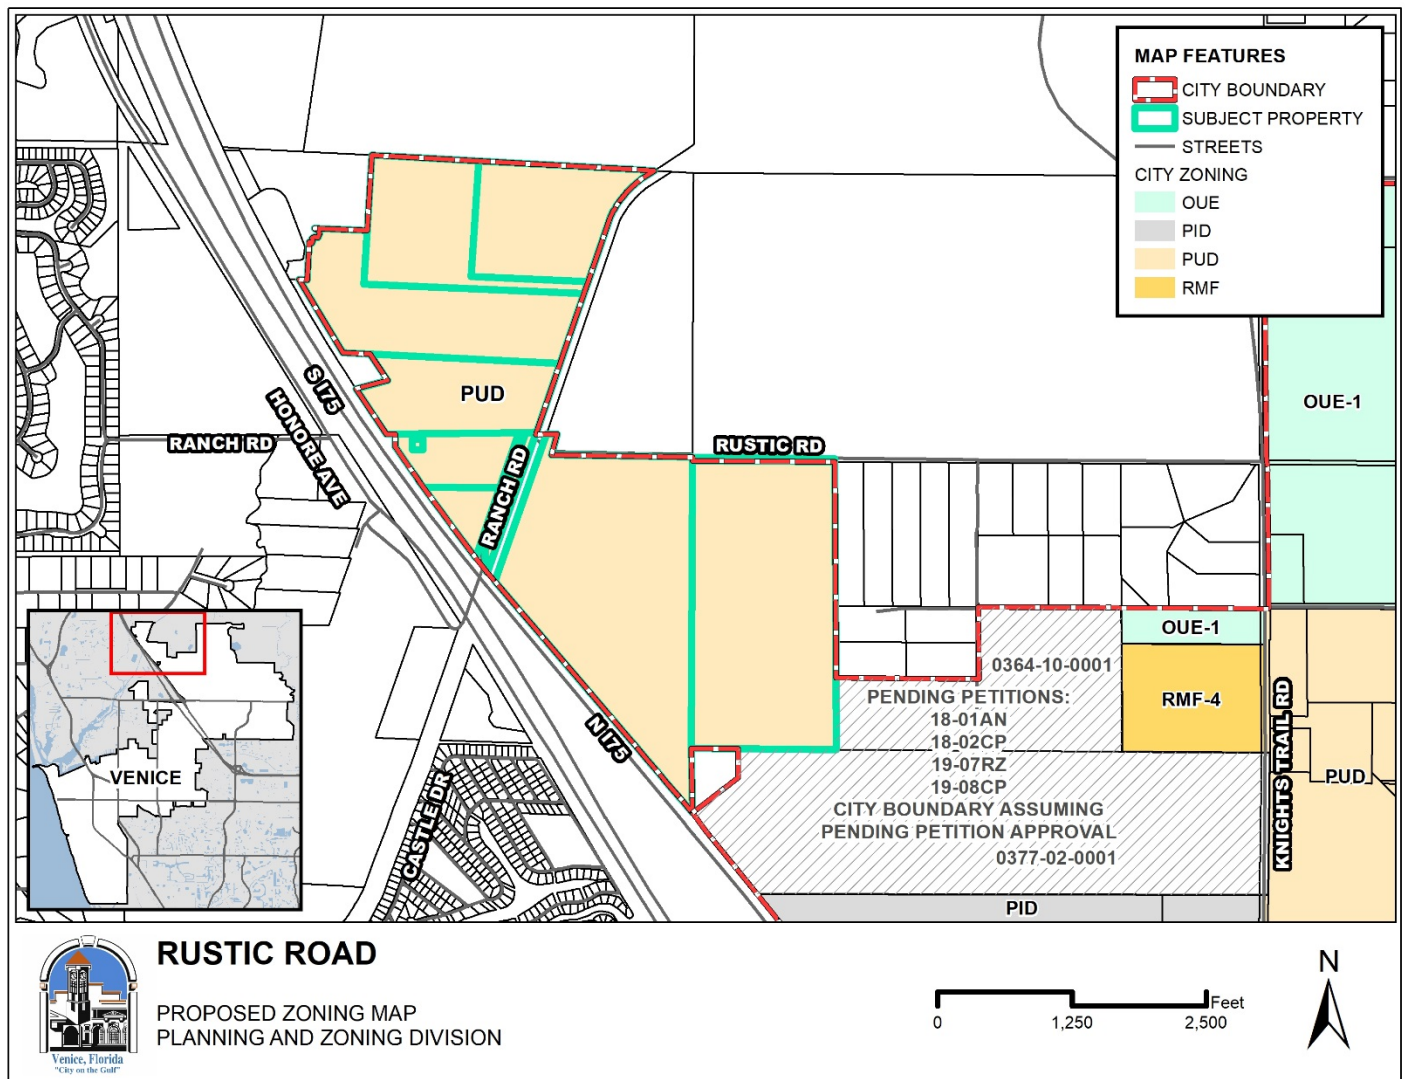 MAP FEATURES
CITY BOUNDARY
SUBJECT PROPERTY
STREETS
CITY ZONING
OUE
PID
PUD
RMF
S I75
HONORE AVE
RANCH RD
PUD
RANCH RD
RUSTIC RD
OUE-1
OUE-1
RMF-4
0364-10-0001
PENDING PETITIONS:
18-01AN
18-02CP
19-07RZ
19-08CP
CITY BOUNDARY ASSUMING
PENDING PETITION APPROVAL
0377-02-0001
N I75
CASTLE DR
KNIGHTS TRAIL RD
PUD
PID
VENICE
RUSTIC ROAD
PROPOSED ZONING MAP
PLANNING AND ZONING DIVISION
Venice, Florida
"City on the Gulf"
Feet
0 1,250 2,500
N